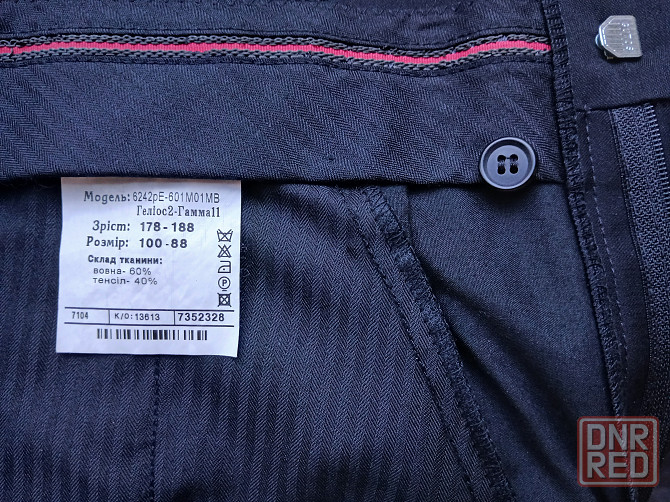 Модель: 6242рЕ-601М01МВ
Геліос2-Гамма11
Зріст: 178 - 188
Розмір: 100 - 88
Склад тканини:
вовна- 60%
тенсіл- 40%
7104 К/О:13613 7352328
DNR
RED